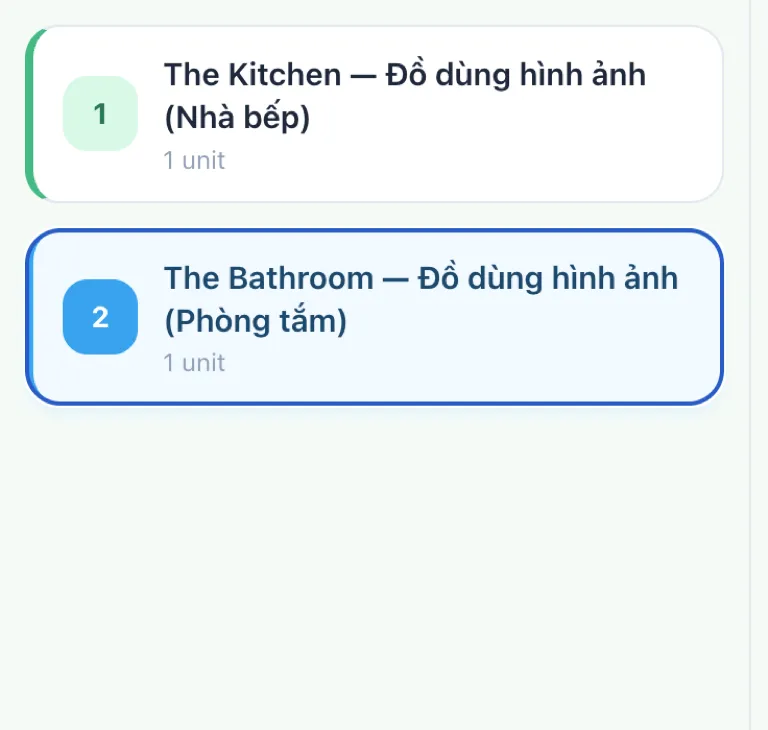 1
The Kitchen — Đồ dùng hình ảnh
(Nhà bếp)
1 unit
2
The Bathroom — Đồ dùng hình ảnh
(Phòng tắm)
1 unit